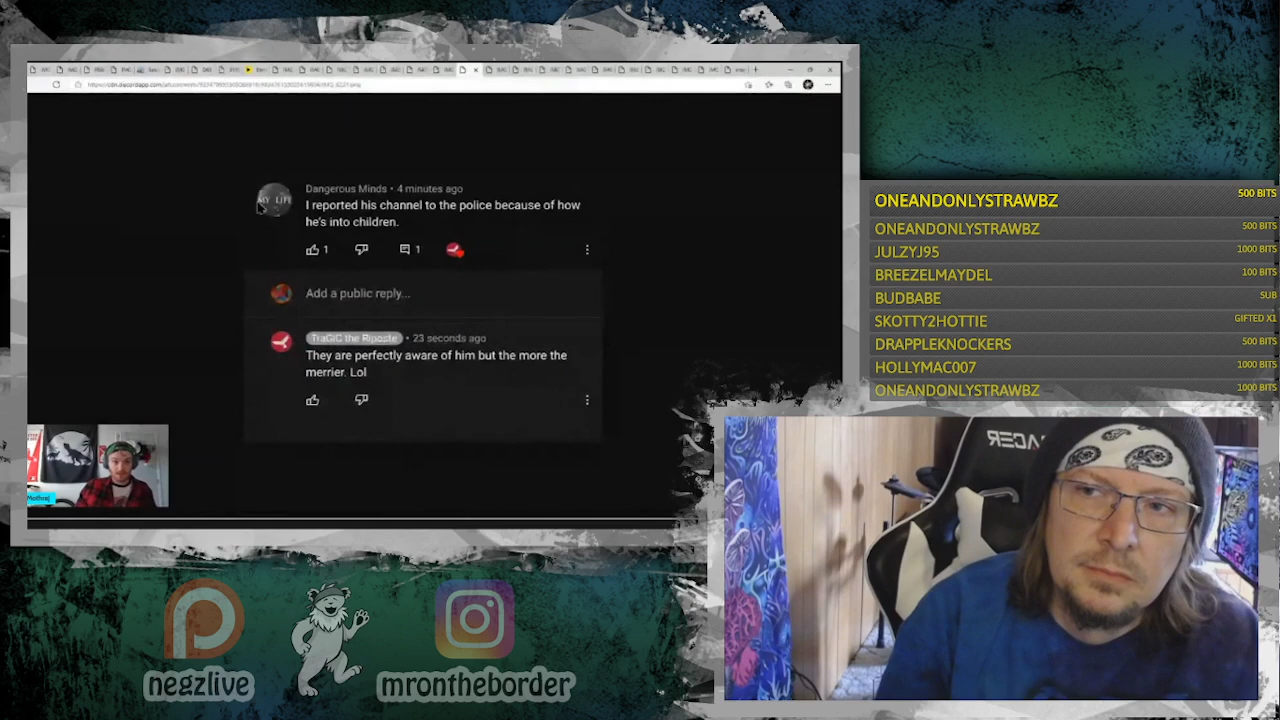 Dangerous Minds • 4 minutes ago
I reported his channel to the police because of how
he's into children.
1
1
Add a public reply...
TraGiC the Riposte • 23 seconds ago
They are perfectly aware of him but the more the
merrier. Lol
MY LIFE
ONEANDONLYSTRAWBZ 500 BITS
ONEANDONLYSTRAWBZ 500 BITS
JULZYJ95 1000 BITS
BREEZELMAYDEL 100 BITS
BUDBABE SUB
SKOTTY2HOTTIE GIFTED X1
DRAPPLEKNOCKERS 500 BITS
HOLLYMAC007 1000 BITS
ONEANDONLYSTRAWBZ 1000 BITS
negzlive
mrontheborder